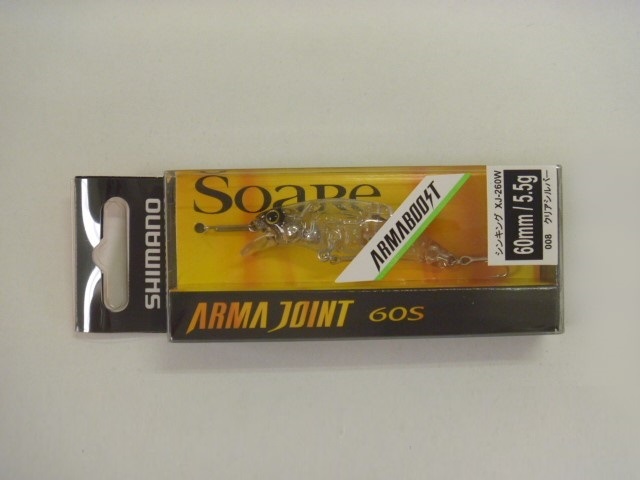 SHIMANO
Soare
ARMABOOST
シンキング XJ-260W
60mm / 5.5g
008 クリアシルバー
ARMA JOINT 60S